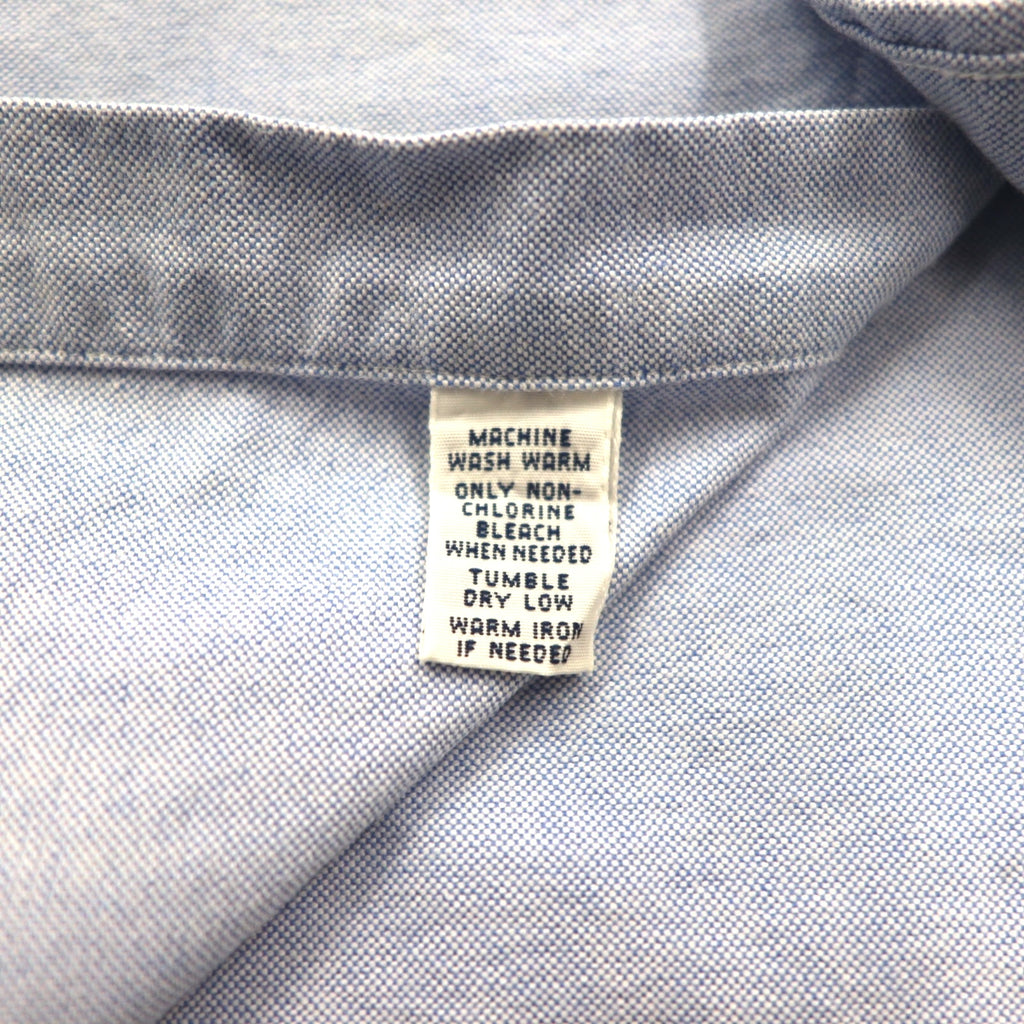 MACHINE
WASH WARM
ONLY NON-
CHLORINE
BLEACH
WHEN NEEDED
TUMBLE
DRY LOW
WARM IRON
IF NEEDED